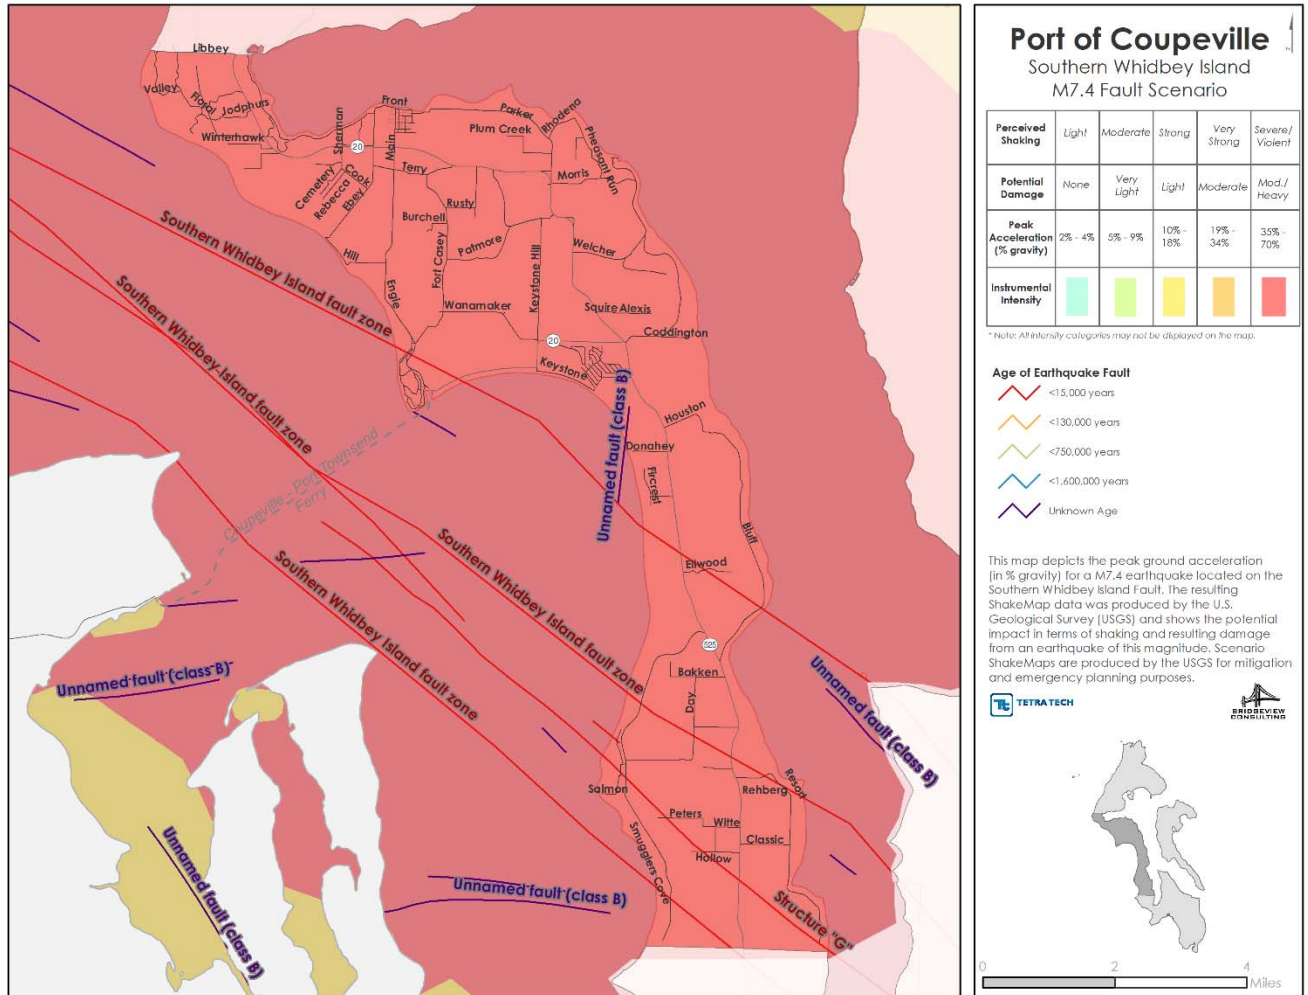 Libbey
Valley
Floral
Jodphurs
Winterhawk
Sherman
Front
Main
20
Parker
Rhodena
Plum Creek
Pheasant Run
Terry
Morris
Cemetery
Cook
Rebecca
Ebey
Rusty
Burchell
Fort Casey
Patmore
Keystone Hill
Welcher
Hill
Engle
Wanamaker
Squire Alexis
Coddington
20
Keystone
Southern Whidbey Island fault zone
Southern Whidbey Island fault zone
Unnamed fault (class B)
Houston
Donahey
Fircrest
Bluff
Coupeville - Port Townsend
Ferry
Southern Whidbey Island fault zone
Southern Whidbey Island fault zone
Ellwood
525
Bakken
Day
Unnamed fault (class B)
Unnamed fault (class B)
Salmon
Resort
Rehberg
Peters
Witte
Classic
Hollow
Smugglers Cove
Unnamed fault (class B)
Unnamed fault (class B)
Structure "G"
Port of Coupeville
Southern Whidbey Island
M7.4 Fault Scenario
Perceived Shaking Light Moderate Strong Very Strong Severe/ Violent
Potential Damage None Very Light Light Moderate Mod./ Heavy
Peak Acceleration (% gravity) 2% - 4% 5% - 9% 10% - 18% 19% - 34% 35% - 70%
Instrumental Intensity
* Note: All intensity categories may not be displayed on the map.
Age of Earthquake Fault
<15,000 years
<130,000 years
<750,000 years
<1,600,000 years
Unknown Age
This map depicts the peak ground acceleration
(in % gravity) for a M7.4 earthquake located on the
Southern Whidbey Island Fault. The resulting
ShakeMap data was produced by the U.S.
Geological Survey (USGS) and shows the potential
impact in terms of shaking and resulting damage
from an earthquake of this magnitude. Scenario
ShakeMaps are produced by the USGS for mitigation
and emergency planning purposes.
Tt TETRA TECH
BRIDGEVIEW
CONSULTING
0 2 4
Miles